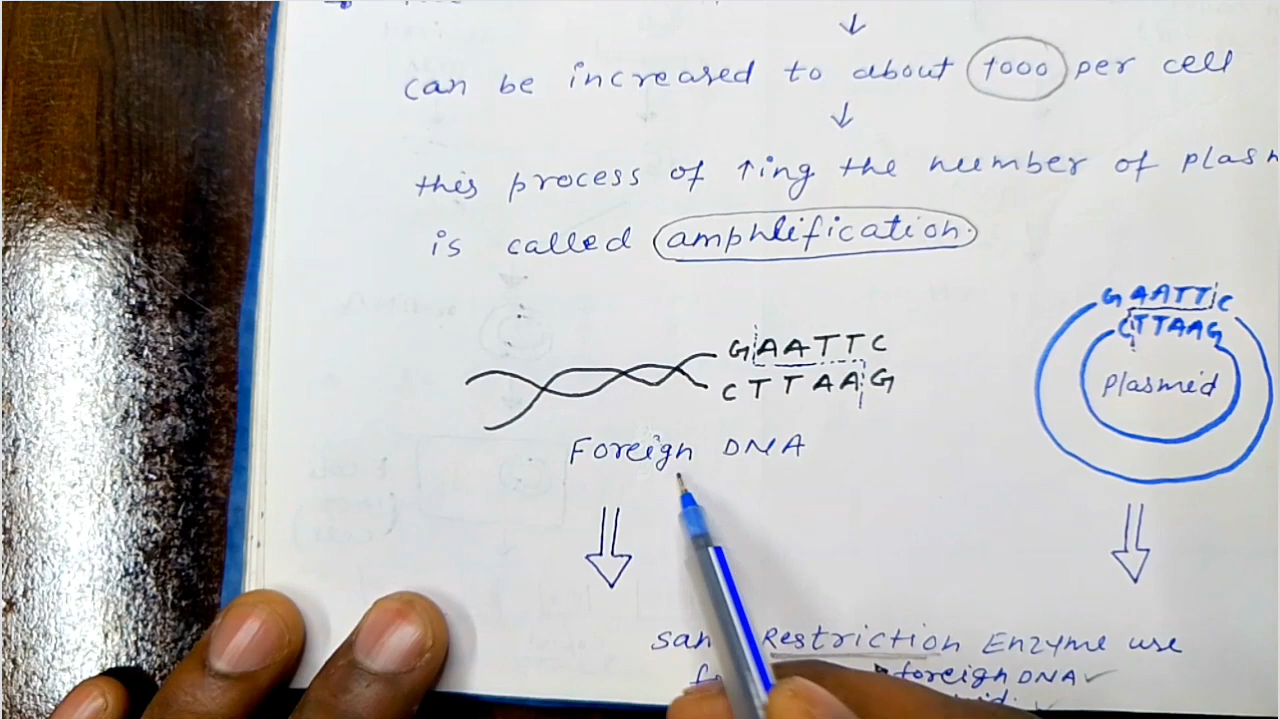 ↓
can be increased to about 1000 per cell
↓
this process of ↑ing the number of
is called amphlification.
GAATTC
CTTAAG
Foreign DNA
GAATTC
CTTAAG
Plasmid
Restriction Enzyme use
foreign DNA ✓